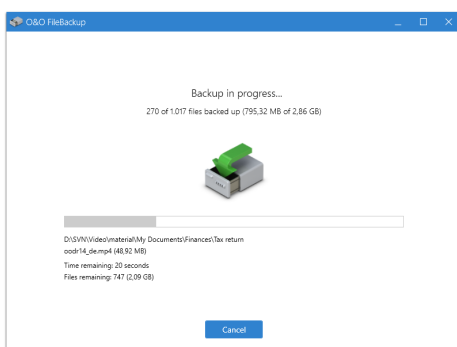 O&O FileBackup
Backup in progress...
270 of 1.017 files backed up (795,32 MB of 2,86 GB)
D:\SVN\Video\material\My Documents\Finances\Tax return
oodr14_de.mp4 (48,92 MB)
Time remaining: 20 seconds
Files remaining: 747 (2,09 GB)
Cancel